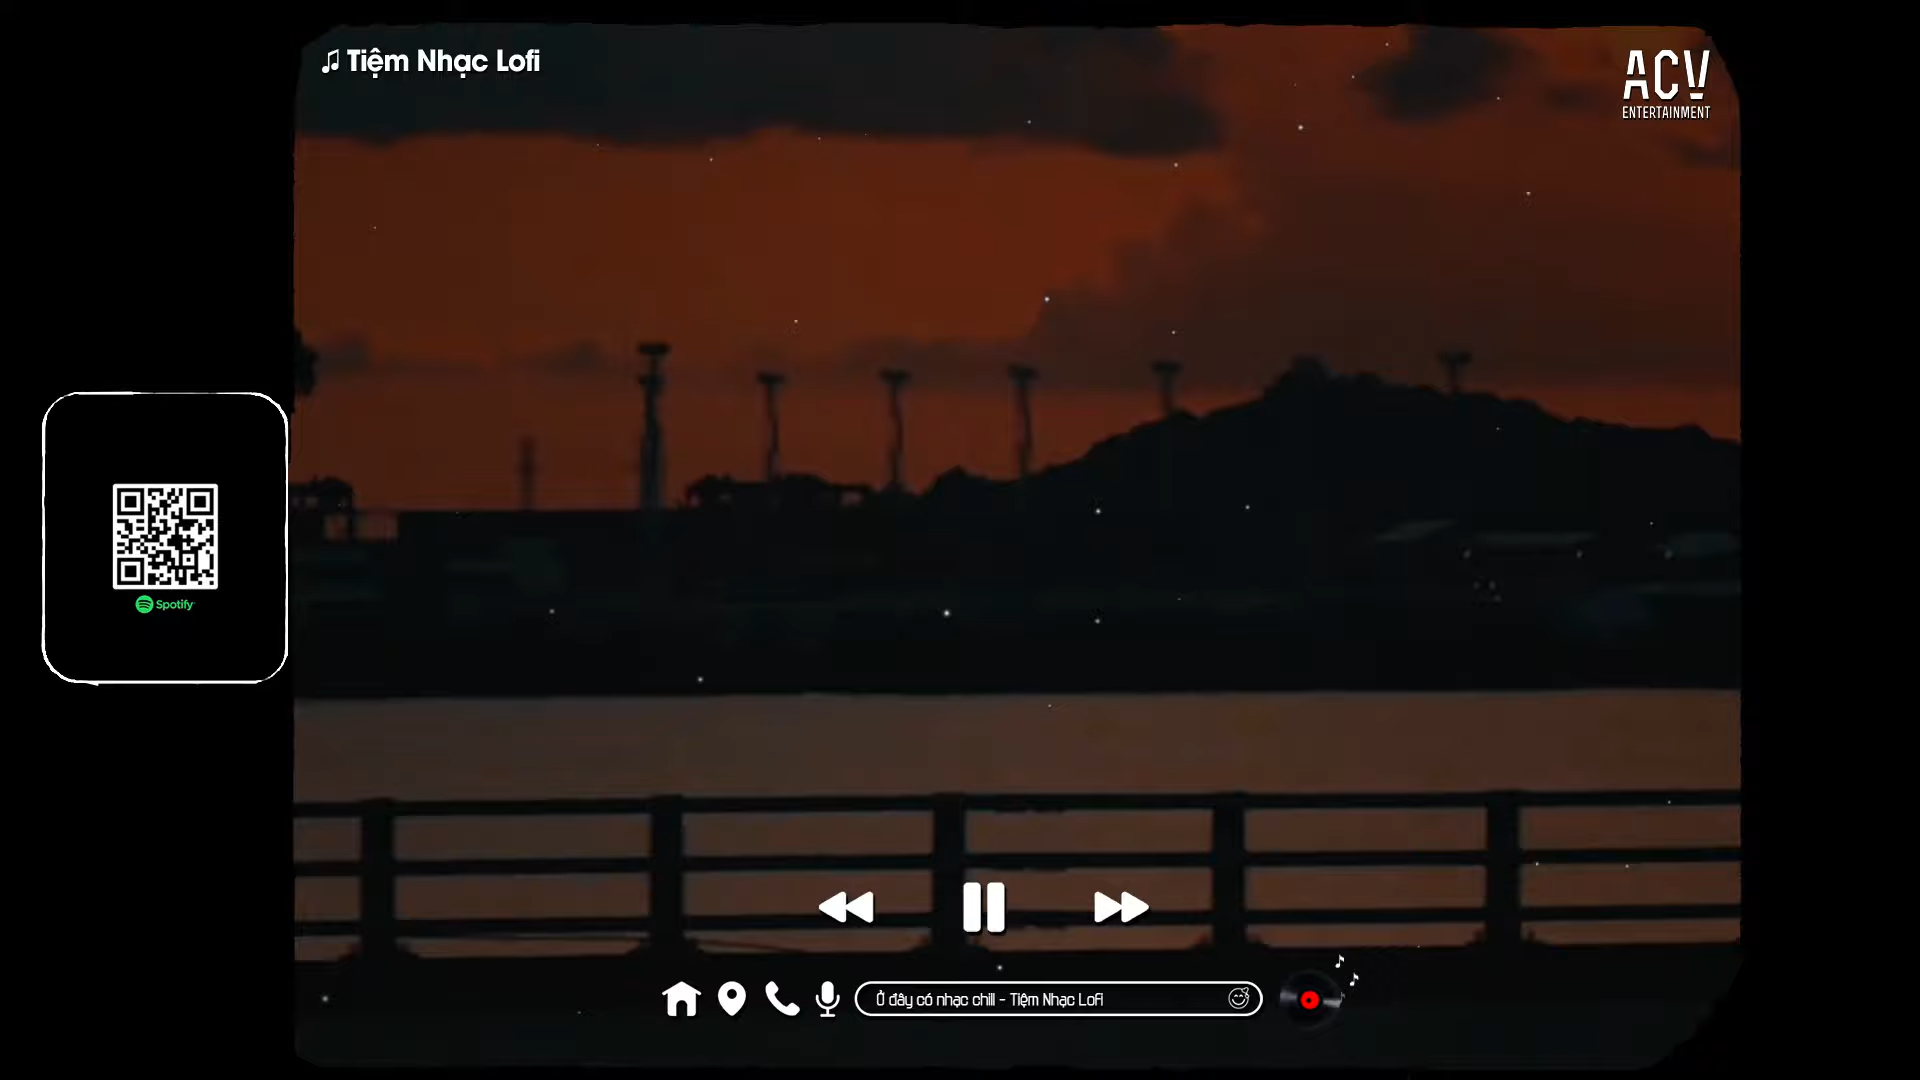 Tiệm Nhạc Lofi
ACV
ENTERTAINMENT
Spotify
Ở đây có nhạc chill - Tiệm Nhạc Lofi